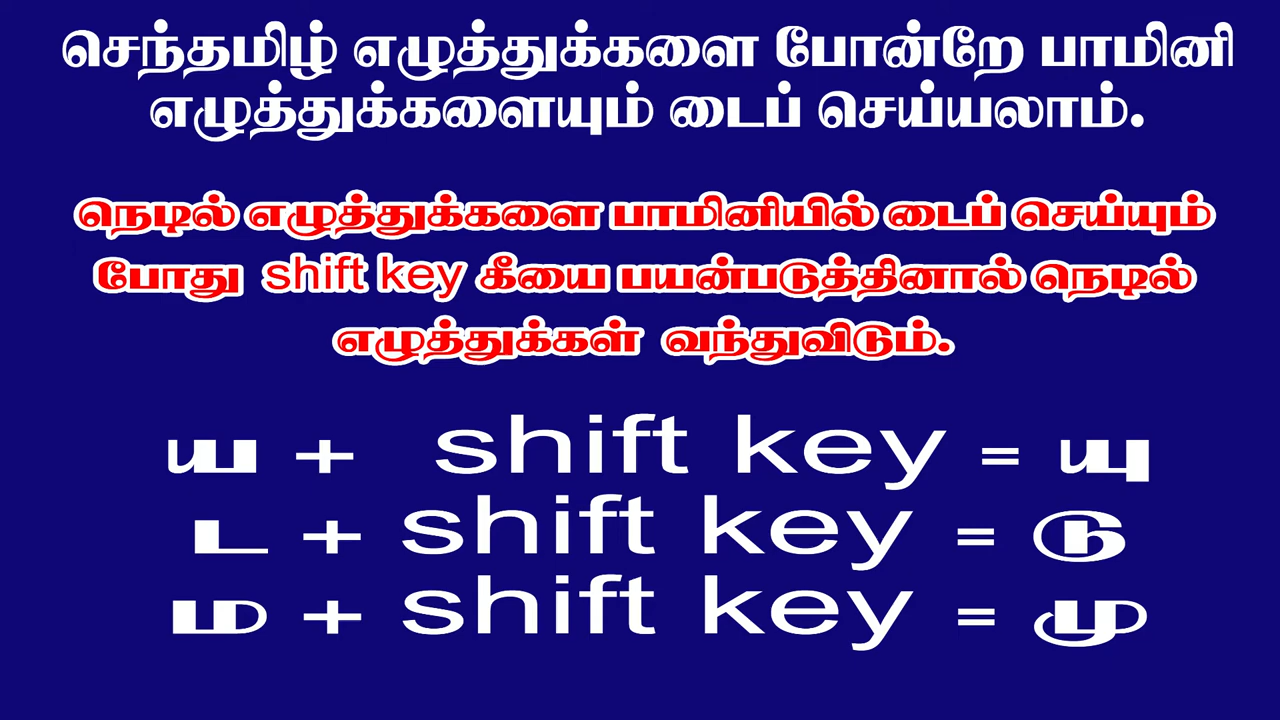 செந்தமிழ் எழுத்துக்களை போன்றே பாமினி
எழுத்துக்களையும் டைப் செய்யலாம்.
நெடில் எழுத்துக்களை பாமினியில் டைப் செய்யும்
போது shift key கீயை பயன்படுத்தினால் நெடில்
எழுத்துக்கள் வந்துவிடும்.
ய + shift key = யு
ட + shift key = டு
ம + shift key = மு